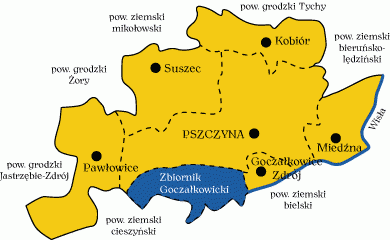 pow. grodzki Tychy
pow. ziemski
mikołowski
Kobiór
pow. ziemski
bieruńsko-
lędziński
pow. grodzki
Żory
Suszec
Wisła
PSZCZYNA
Miedźna
pow. grodzki
Jastrzębie-Zdrój
Pawłowice
Goczałkowice
Zdrój
Zbiornik
Goczałkowicki
pow. ziemski
bielski
pow. ziemski
cieszyński